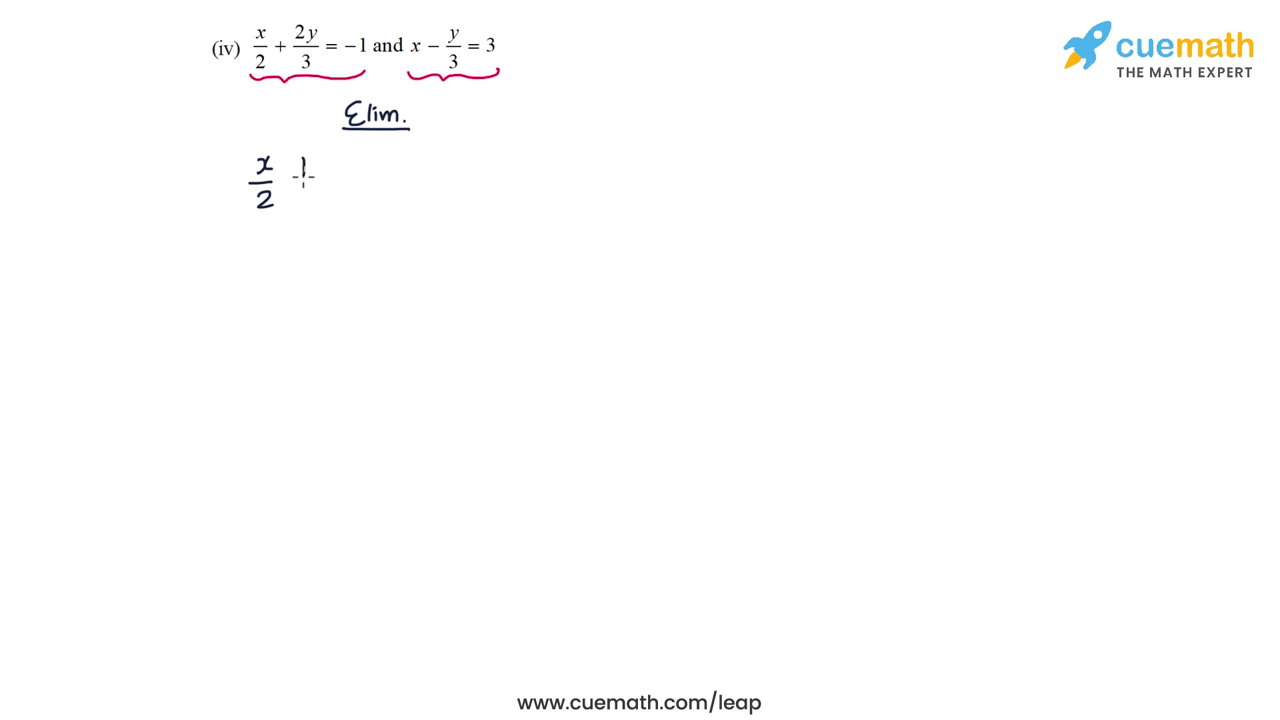 (iv) x/2 + 2y/3 = −1 and x − y/3 = 3
cuemath
THE MATH EXPERT
Elim.
x/2 +
www.cuemath.com/leap